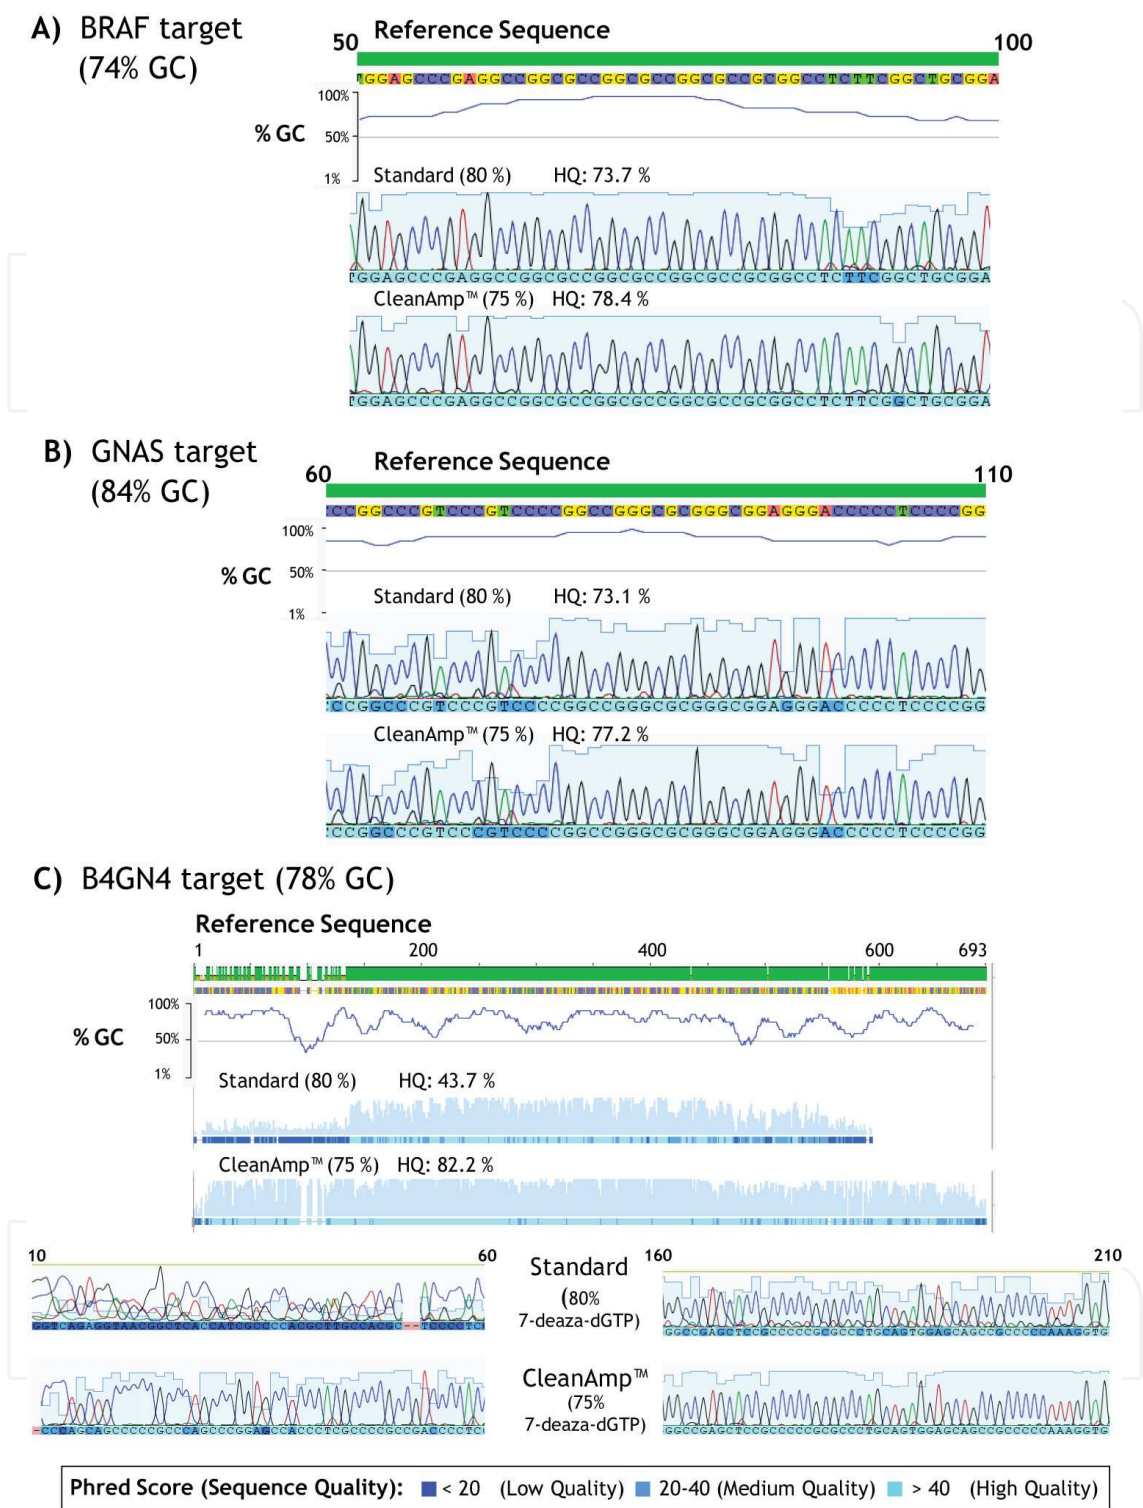 A) BRAF target
(74% GC)
Reference Sequence
50
100
TGGAGCCCGAGGCCGGCGCCGGCGCCGGCGCCGCGGCCTCTTCGGCTGCGGA
100%
% GC
50%
1%
Standard (80 %) HQ: 73.7 %
TGGAGCCCGAGGCCGGCGCCGGCGCCGGCGCCGCGGCCTCTTCGGCTGCGGA
CleanAmp™ (75 %) HQ: 78.4 %
TGGAGCCCGAGGCCGGCGCCGGCGCCGGCGCCGCGGCCTCTTCGGCTGCGGA
B) GNAS target
(84% GC)
Reference Sequence
60
110
CCCGGCCCGTCCCGTCCCCGGCCGGGCGCGGGCGGAGGGACCCCCTCCCCGG
100%
% GC
50%
1%
Standard (80 %) HQ: 73.1 %
CCCGGCCCGTCCCGTCCCCGGCCGGGCGCGGGCGGAGGGACCCCCTCCCCGG
CleanAmp™ (75 %) HQ: 77.2 %
CCCGGCCCGTCCCGTCCCCGGCCGGGCGCGGGCGGAGGGACCCCCTCCCCGG
C) B4GN4 target (78% GC)
Reference Sequence
1 200 400 600 693
100%
% GC
50%
1%
Standard (80 %) HQ: 43.7 %
CleanAmp™ (75 %) HQ: 82.2 %
10 60
Standard
(80%
7-deaza-dGTP)
160 210
CleanAmp™
(75%
7-deaza-dGTP)
Phred Score (Sequence Quality): < 20 (Low Quality) 20-40 (Medium Quality) > 40 (High Quality)